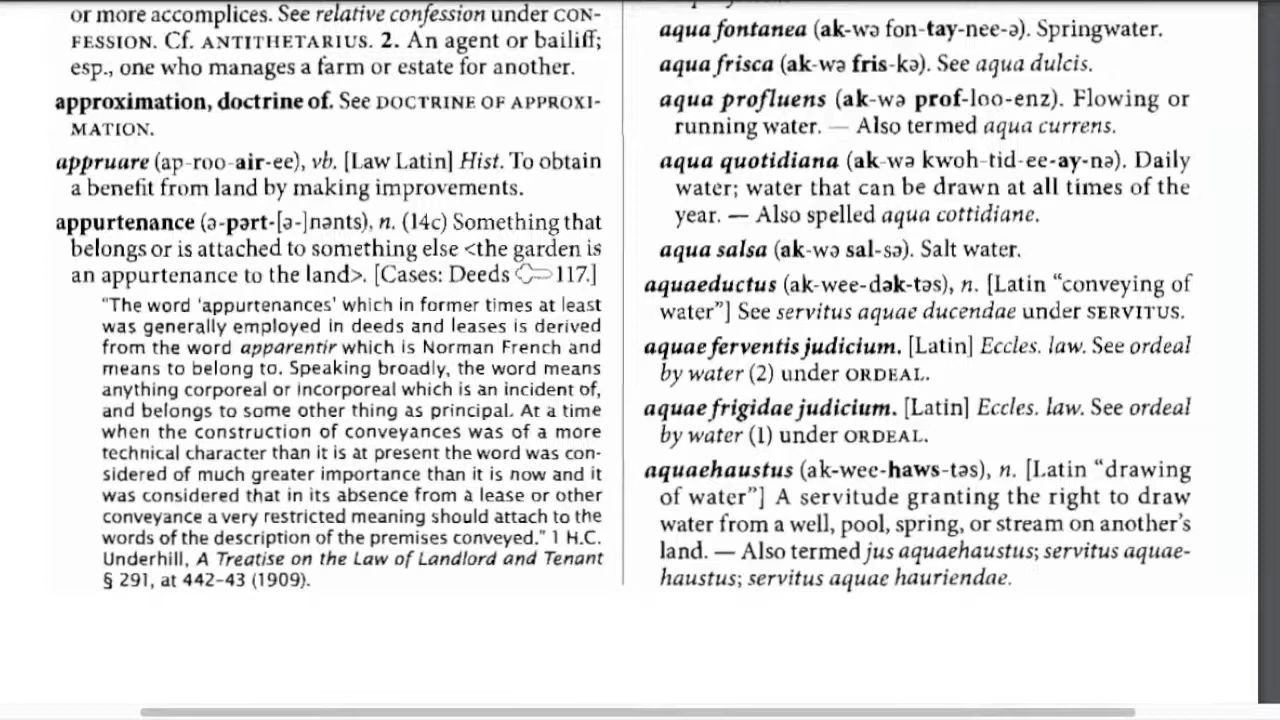 or more accomplices. See relative confession under CON-
FESSION. Cf. ANTITHETARIUS. 2. An agent or bailiff;
esp., one who manages a farm or estate for another.
approximation, doctrine of. See DOCTRINE OF APPROXI-
MATION.
appruare (ap-roo-air-ee), vb. [Law Latin] Hist. To obtain
a benefit from land by making improvements.
appurtenance (ə-pərt-[ə-]nənts), n. (14c) Something that
belongs or is attached to something else <the garden is
an appurtenance to the land>. [Cases: Deeds 117.]
"The word 'appurtenances' which in former times at least
was generally employed in deeds and leases is derived
from the word apparentir which is Norman French and
means to belong to. Speaking broadly, the word means
anything corporeal or incorporeal which is an incident of,
and belongs to some other thing as principal. At a time
when the construction of conveyances was of a more
technical character than it is at present the word was con-
sidered of much greater importance than it is now and it
was considered that in its absence from a lease or other
conveyance a very restricted meaning should attach to the
words of the description of the premises conveyed." 1 H.C.
Underhill, A Treatise on the Law of Landlord and Tenant
§ 291, at 442-43 (1909).
aqua fontanea (ak-wə fon-tay-nee-ə). Springwater.
aqua frisca (ak-wə fris-kə). See aqua dulcis.
aqua profluens (ak-wə prof-loo-enz). Flowing or
running water. — Also termed aqua currens.
aqua quotidiana (ak-wə kwoh-tid-ee-ay-nə). Daily
water; water that can be drawn at all times of the
year. — Also spelled aqua cottidiane.
aqua salsa (ak-wə sal-sə). Salt water.
aquaeductus (ak-wee-dək-təs), n. [Latin "conveying of
water"] See servitus aquae ducendae under SERVITUS.
aquae ferventis judicium. [Latin] Eccles. law. See ordeal
by water (2) under ORDEAL.
aquae frigidae judicium. [Latin] Eccles. law. See ordeal
by water (1) under ORDEAL.
aquaehaustus (ak-wee-haws-təs), n. [Latin "drawing
of water"] A servitude granting the right to draw
water from a well, pool, spring, or stream on another's
land. — Also termed jus aquaehaustus; servitus aquae-
haustus; servitus aquae hauriendae.